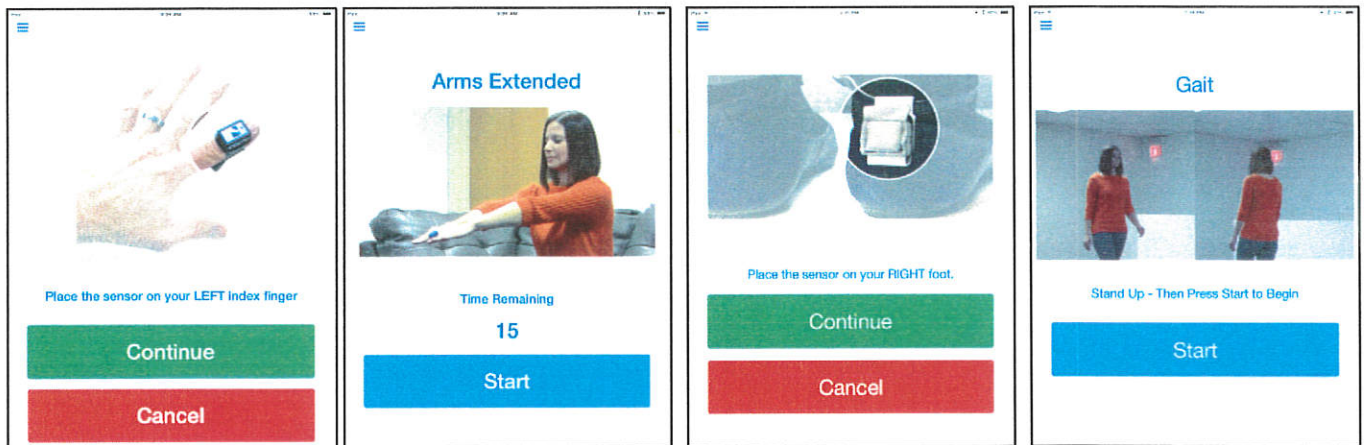 Place the sensor on your LEFT index finger
Continue
Cancel
Arms Extended
Time Remaining
15
Start
Place the sensor on your RIGHT foot.
Continue
Cancel
Gait
Stand Up - Then Press Start to Begin
Start